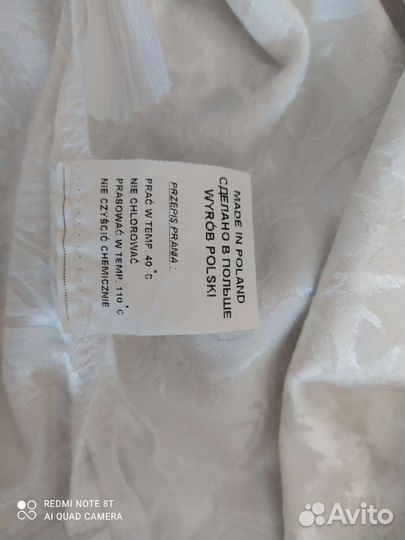 MADE IN POLAND
СДЕЛАНО В ПОЛЬШЕ
WYRÓB POLSKI
PRZEPIS PRANIA :
PRAĆ W TEMP. 40 °C
NIE CHLOROWAĆ
PRASOWAĆ W TEMP. 110 °C
NIE CZYŚCIĆ CHEMICZNIE
REDMI NOTE 8T
AI QUAD CAMERA
Avito